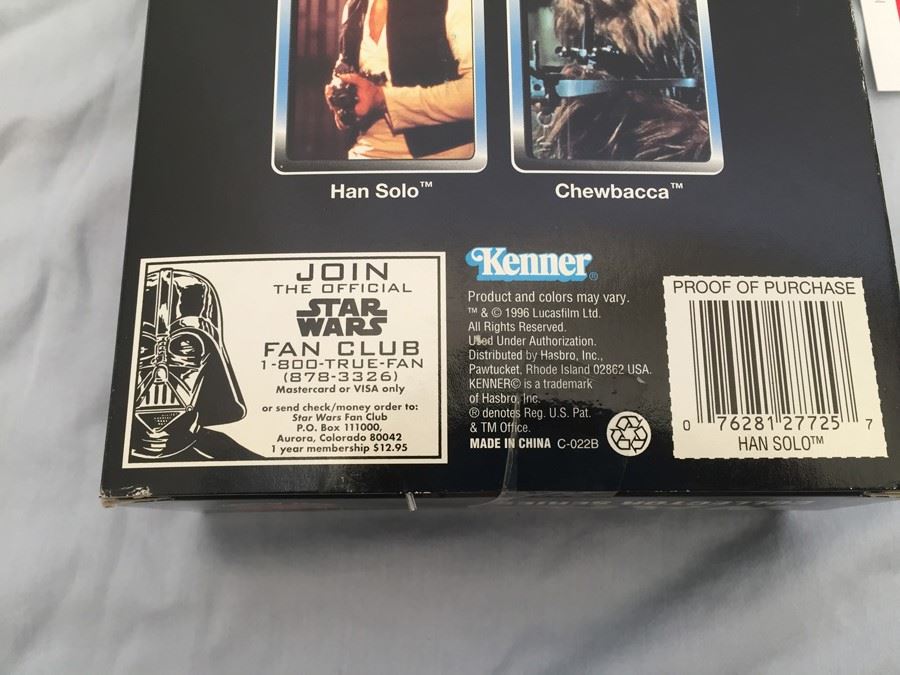 Han Solo™
Chewbacca™
JOIN
THE OFFICIAL
STAR
WARS
FAN CLUB
1-800-TRUE-FAN
(878-3326)
Mastercard or VISA only
or send check/money order to:
Star Wars Fan Club
P.O. Box 111000,
Aurora, Colorado 80042
1 year membership $12.95
Kenner®
Product and colors may vary.
™ & © 1996 Lucasfilm Ltd.
All Rights Reserved.
Used Under Authorization.
Distributed by Hasbro, Inc.,
Pawtucket, Rhode Island 02862 USA.
KENNER© is a trademark
of Hasbro, Inc.
® denotes Reg. U.S. Pat.
& TM Office.
MADE IN CHINA C-022B
PROOF OF PURCHASE
0 76281 27725 7
HAN SOLO™